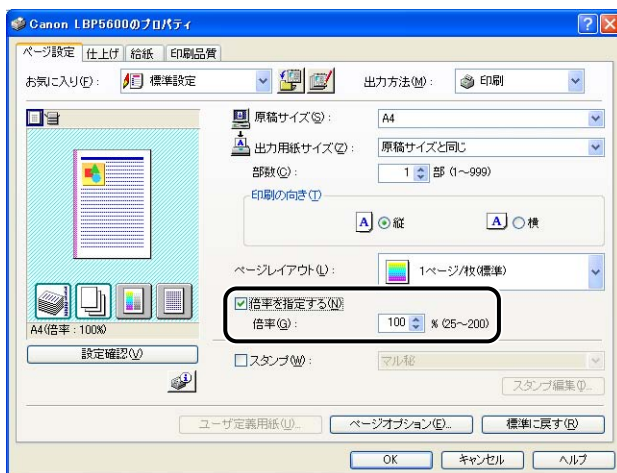 Canon LBP5600のプロパティ
ページ設定 仕上げ 給紙 印刷品質
お気に入り(F): 標準設定 出力方法(M): 印刷
原稿サイズ(S): A4
出力用紙サイズ(Z): 原稿サイズと同じ
部数(C): 1 部 (1～999)
印刷の向き(T)
A 縦 A 横
ページレイアウト(L): 1ページ/枚(標準)
倍率を指定する(N)
倍率(G): 100 % (25～200)
A4(倍率:100%)
設定確認(V)
スタンプ(W): マル秘
スタンプ編集(I)...
ユーザ定義用紙(U)... ページオプション(E)... 標準に戻す(R)
OK キャンセル ヘルプ